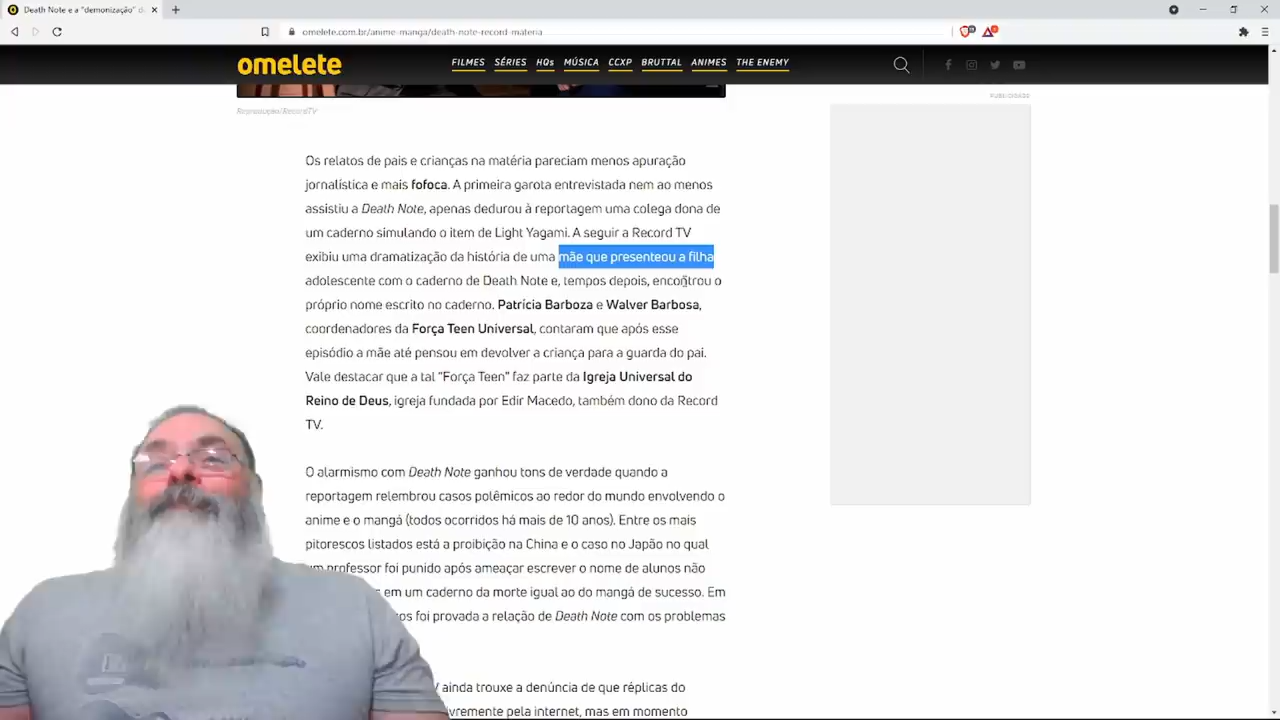 Death Note e a "demonização" d
omelete.com.br/anime-manga/death-note-record-materia
omelete
FILMES SÉRIES HQs MÚSICA CCXP BRUTTAL ANIMES THE ENEMY
PUBLICIDADE
Reprodução/RecordTV
Os relatos de pais e crianças na matéria pareciam menos apuração
jornalística e mais fofoca. A primeira garota entrevistada nem ao menos
assistiu a Death Note, apenas dedurou à reportagem uma colega dona de
um caderno simulando o item de Light Yagami. A seguir a Record TV
exibiu uma dramatização da história de uma mãe que presenteou a filha
adolescente com o caderno de Death Note e, tempos depois, encontrou o
próprio nome escrito no caderno. Patrícia Barboza e Walver Barbosa,
coordenadores da Força Teen Universal, contaram que após esse
episódio a mãe até pensou em devolver a criança para a guarda do pai.
Vale destacar que a tal "Força Teen" faz parte da Igreja Universal do
Reino de Deus, igreja fundada por Edir Macedo, também dono da Record
TV.
O alarmismo com Death Note ganhou tons de verdade quando a
reportagem relembrou casos polêmicos ao redor do mundo envolvendo o
anime e o mangá (todos ocorridos há mais de 10 anos). Entre os mais
pitorescos listados está a proibição na China e o caso no Japão no qual
um professor foi punido após ameaçar escrever o nome de alunos não
em um caderno da morte igual ao do mangá de sucesso. Em
foi provada a relação de Death Note com os problemas
ainda trouxe a denúncia de que réplicas do
vremente pela internet, mas em momento